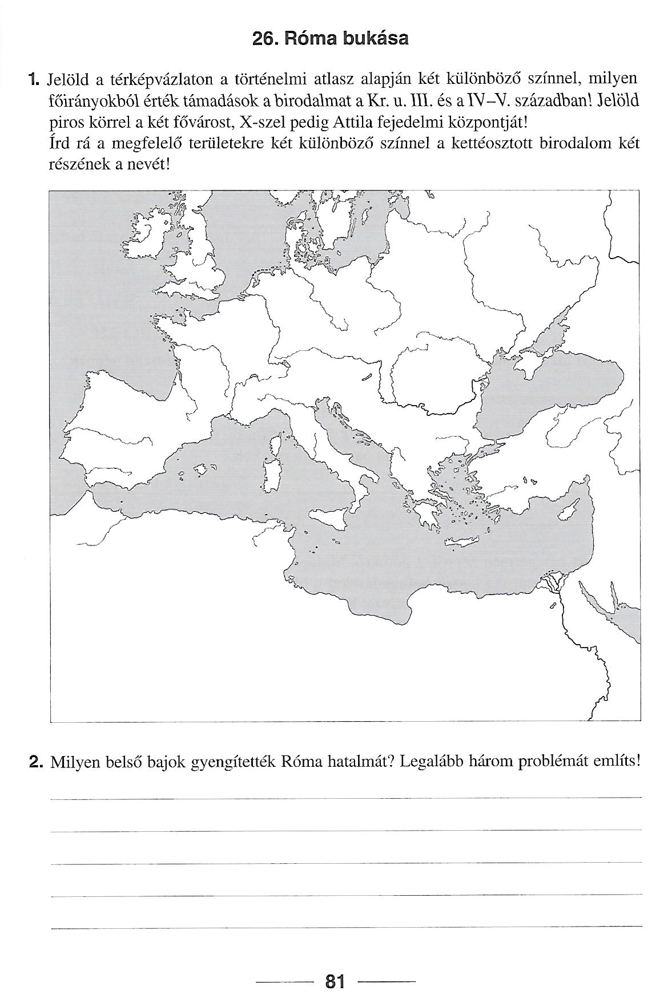 26. Róma bukása
1. Jelöld a térképvázlaton a történelmi atlasz alapján két különböző színnel, milyen
főirányokból érték támadások a birodalmat a Kr. u. III. és a IV–V. században! Jelöld
piros körrel a két fővárost, X-szel pedig Attila fejedelmi központját!
Írd rá a megfelelő területekre két különböző színnel a kettéosztott birodalom két
részének a nevét!
2. Milyen belső bajok gyengítették Róma hatalmát? Legalább három problémát említs!
81